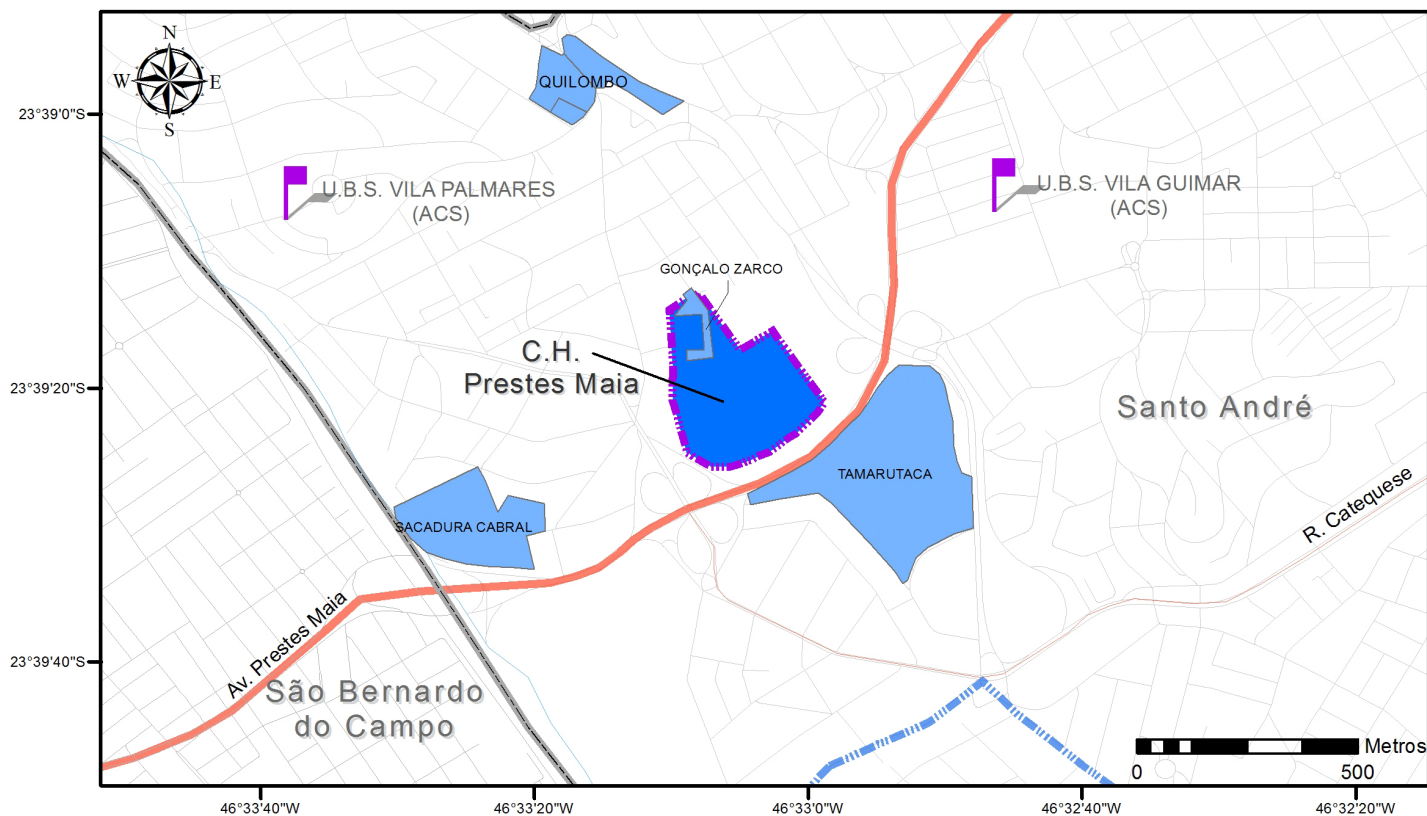 N
W
E
S
QUILOMBO
23°39'0"S
U.B.S. VILA PALMARES
(ACS)
U.B.S. VILA GUIMAR
(ACS)
GONÇALO ZARCO
C.H.
Prestes Maia
23°39'20"S
Santo André
TAMARUTACA
SACADURA CABRAL
R. Catequese
Av. Prestes Maia
23°39'40"S
São Bernardo
do Campo
Metros
0
500
46°33'40"W
46°33'20"W
46°33'0"W
46°32'40"W
46°32'20"W